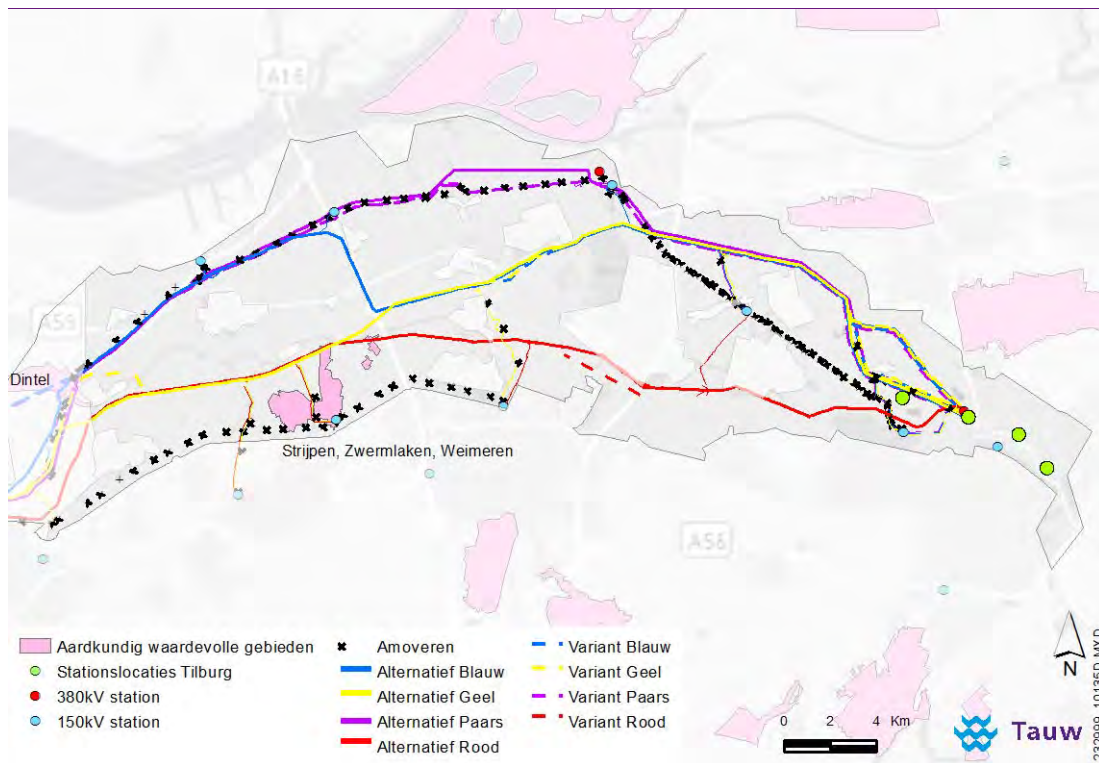 A16
A59
Dintel
Strijpen, Zwermlaken, Weimeren
A58
Aardkundig waardevolle gebieden
Stationslocaties Tilburg
380kV station
150kV station
Amoveren
Alternatief Blauw
Alternatief Geel
Alternatief Paars
Alternatief Rood
Variant Blauw
Variant Geel
Variant Paars
Variant Rood
0 2 4 Km
N
Tauw
232999_10135D.MXD